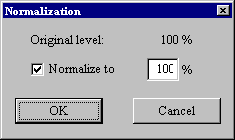 Normalization
Original level: 100 %
Normalize to 100 %
OK Cancel